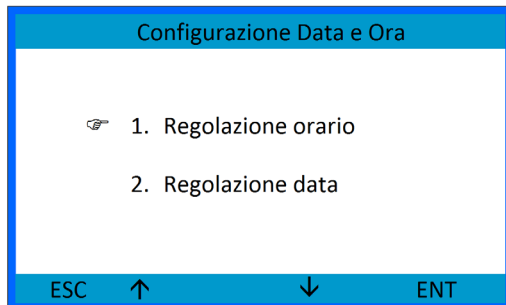 Configurazione Data e Ora
☞ 1. Regolazione orario
2. Regolazione data
ESC ↑ ↓ ENT